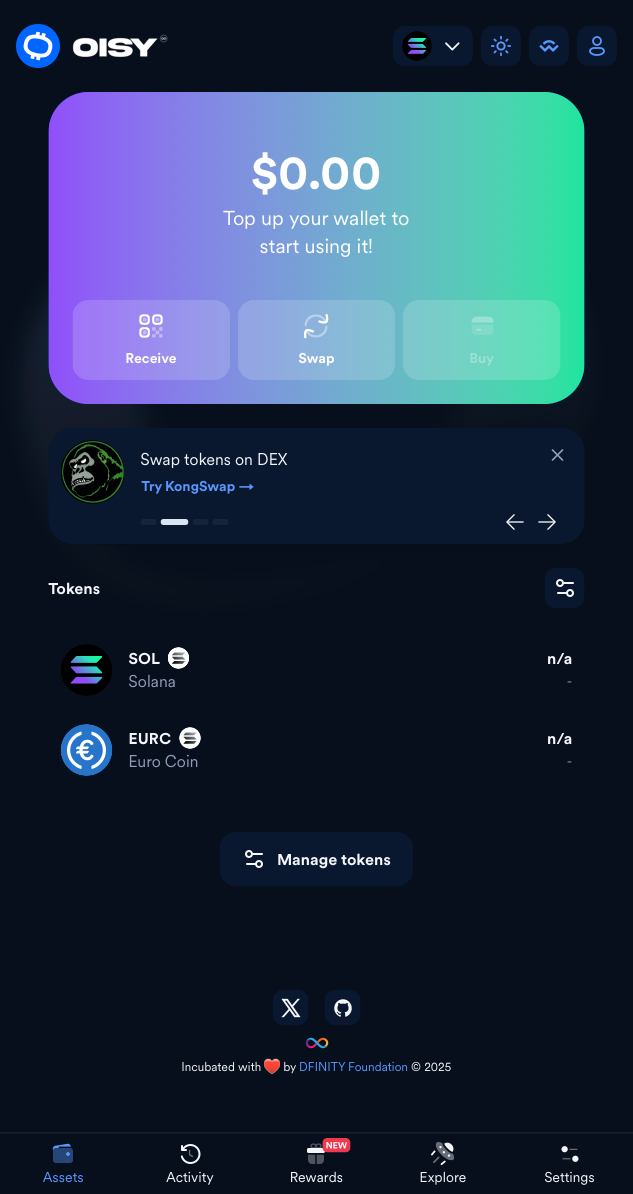 OISY
$0.00
Top up your wallet to
start using it!
Receive
Swap
Buy
Swap tokens on DEX
Try KongSwap →
Tokens
SOL
n/a
Solana
-
EURC
n/a
Euro Coin
-
Manage tokens
Incubated with ❤️ by DFINITY Foundation © 2025
NEW
Assets
Activity
Rewards
Explore
Settings